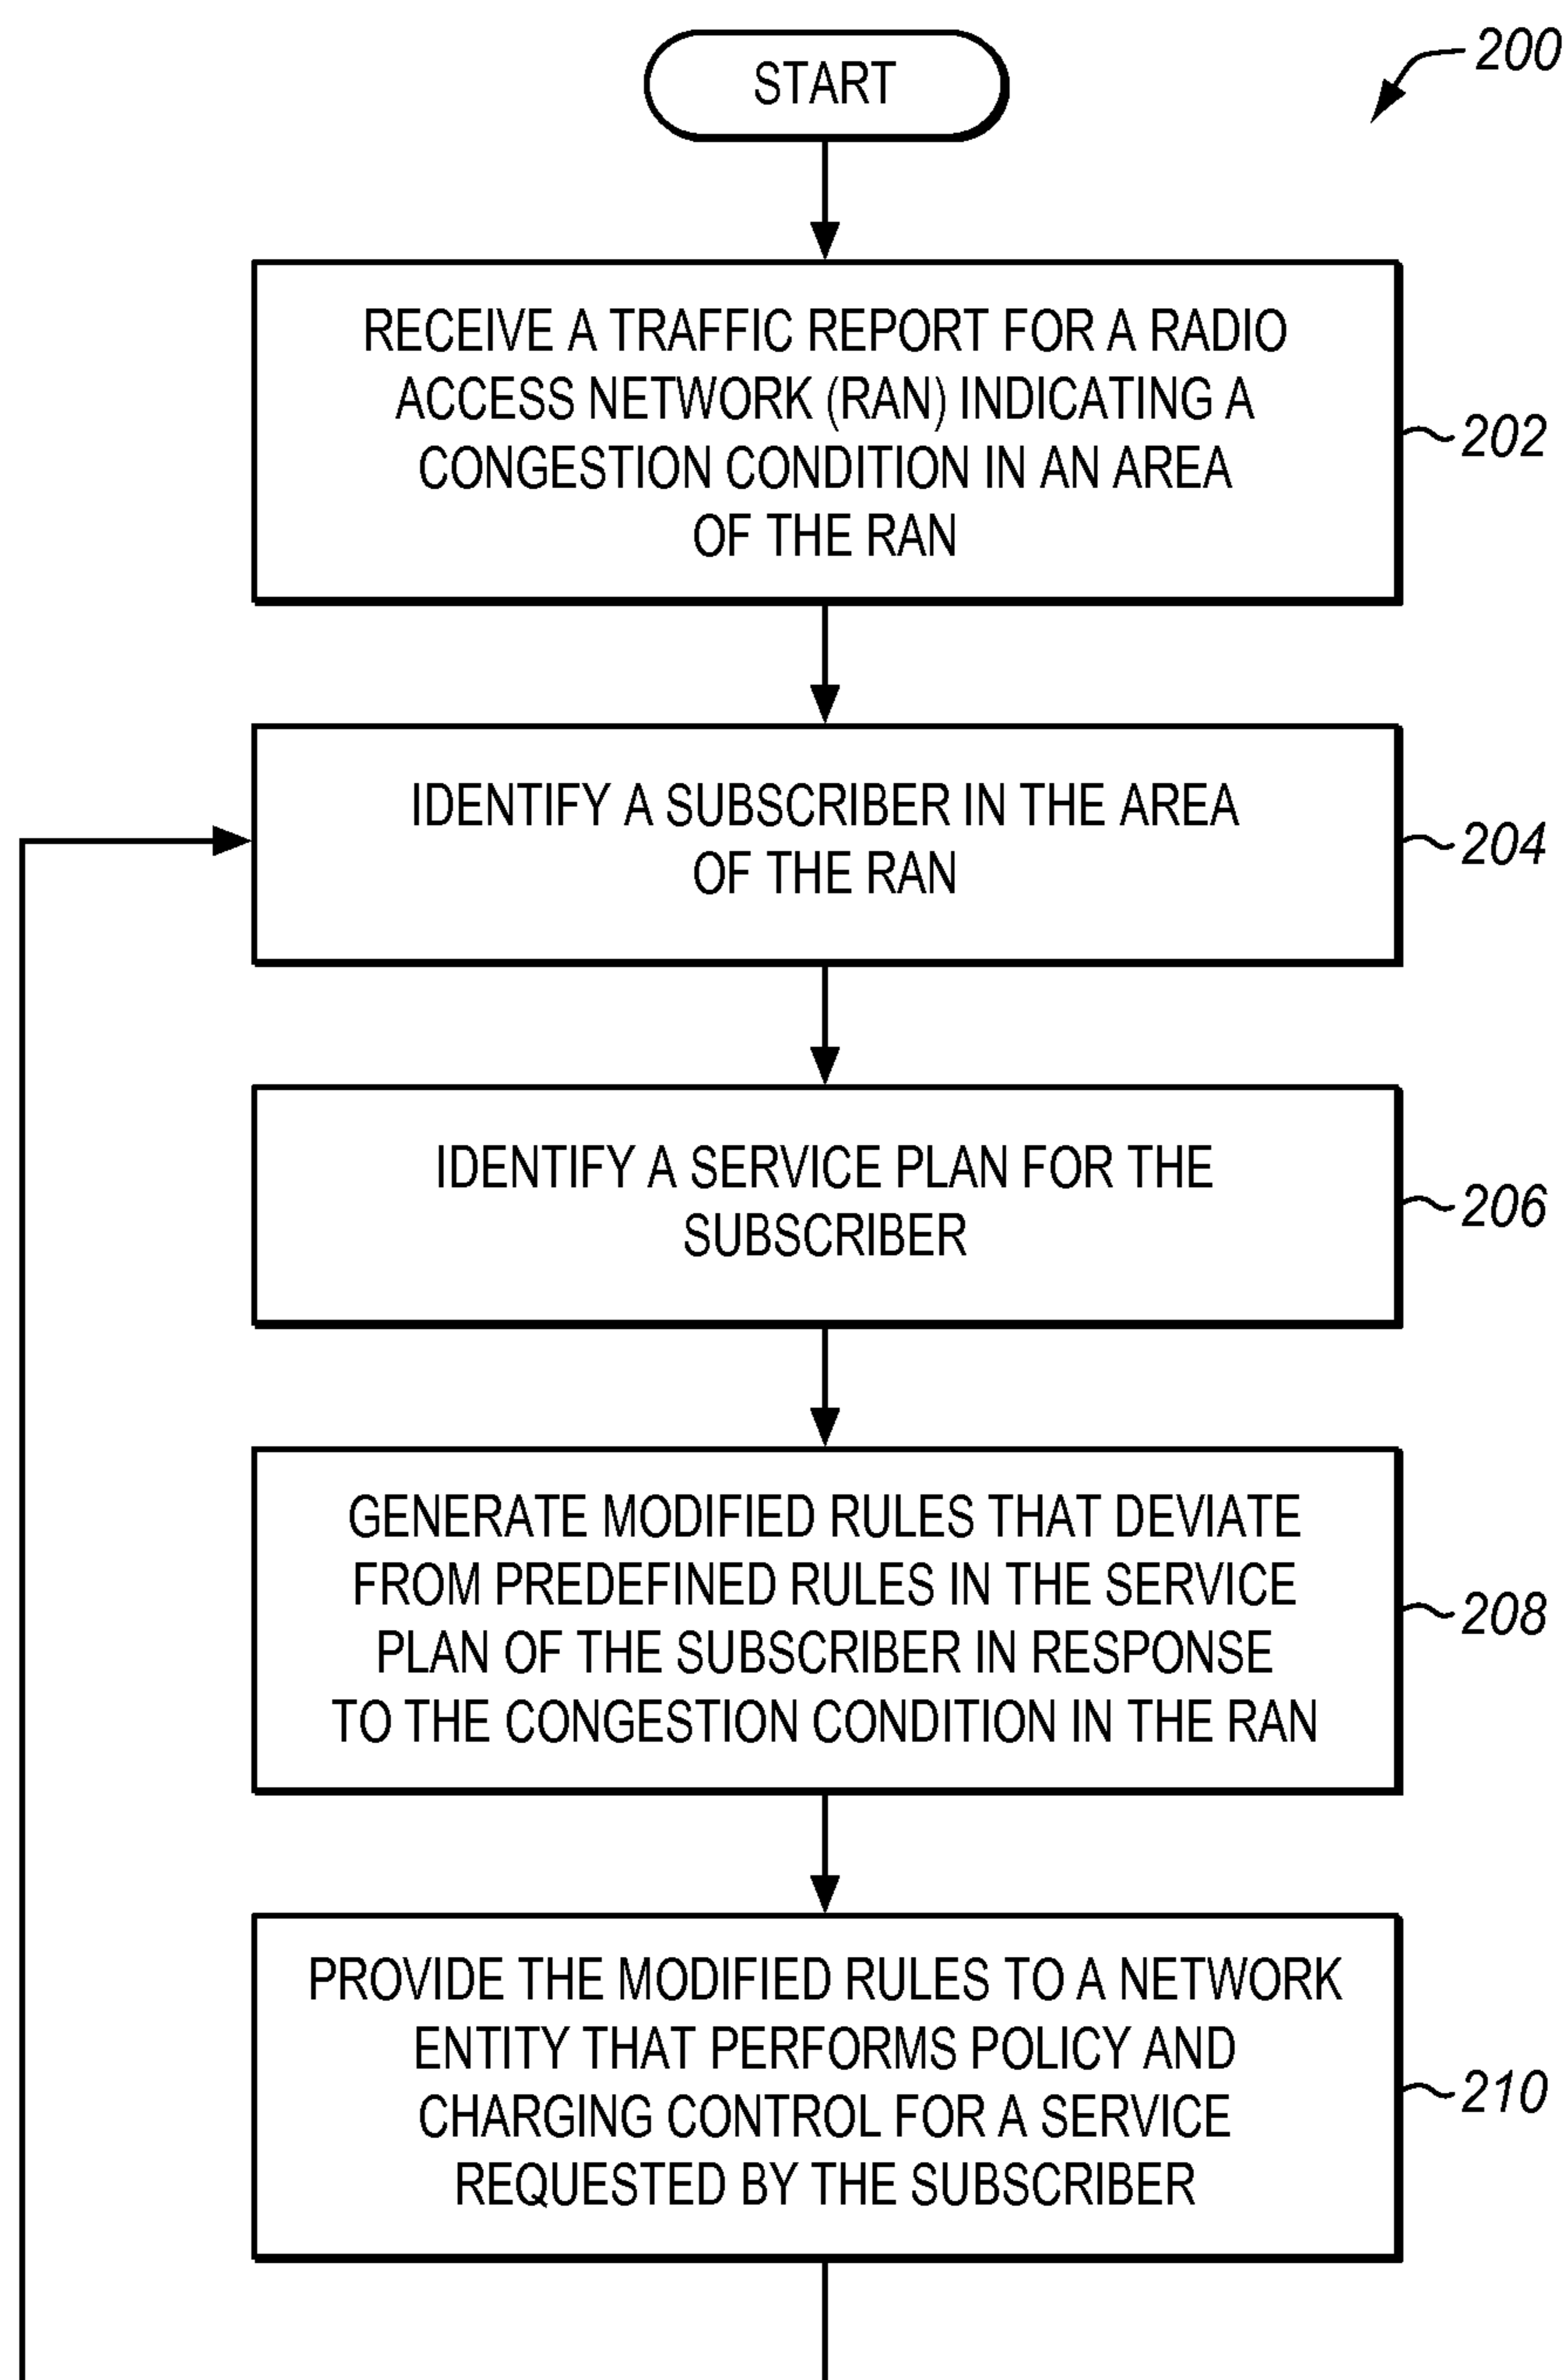 START
200
RECEIVE A TRAFFIC REPORT FOR A RADIO
ACCESS NETWORK (RAN) INDICATING A
CONGESTION CONDITION IN AN AREA
OF THE RAN
202
IDENTIFY A SUBSCRIBER IN THE AREA
OF THE RAN
204
IDENTIFY A SERVICE PLAN FOR THE
SUBSCRIBER
206
GENERATE MODIFIED RULES THAT DEVIATE
FROM PREDEFINED RULES IN THE SERVICE
PLAN OF THE SUBSCRIBER IN RESPONSE
TO THE CONGESTION CONDITION IN THE RAN
208
PROVIDE THE MODIFIED RULES TO A NETWORK
ENTITY THAT PERFORMS POLICY AND
CHARGING CONTROL FOR A SERVICE
REQUESTED BY THE SUBSCRIBER
210